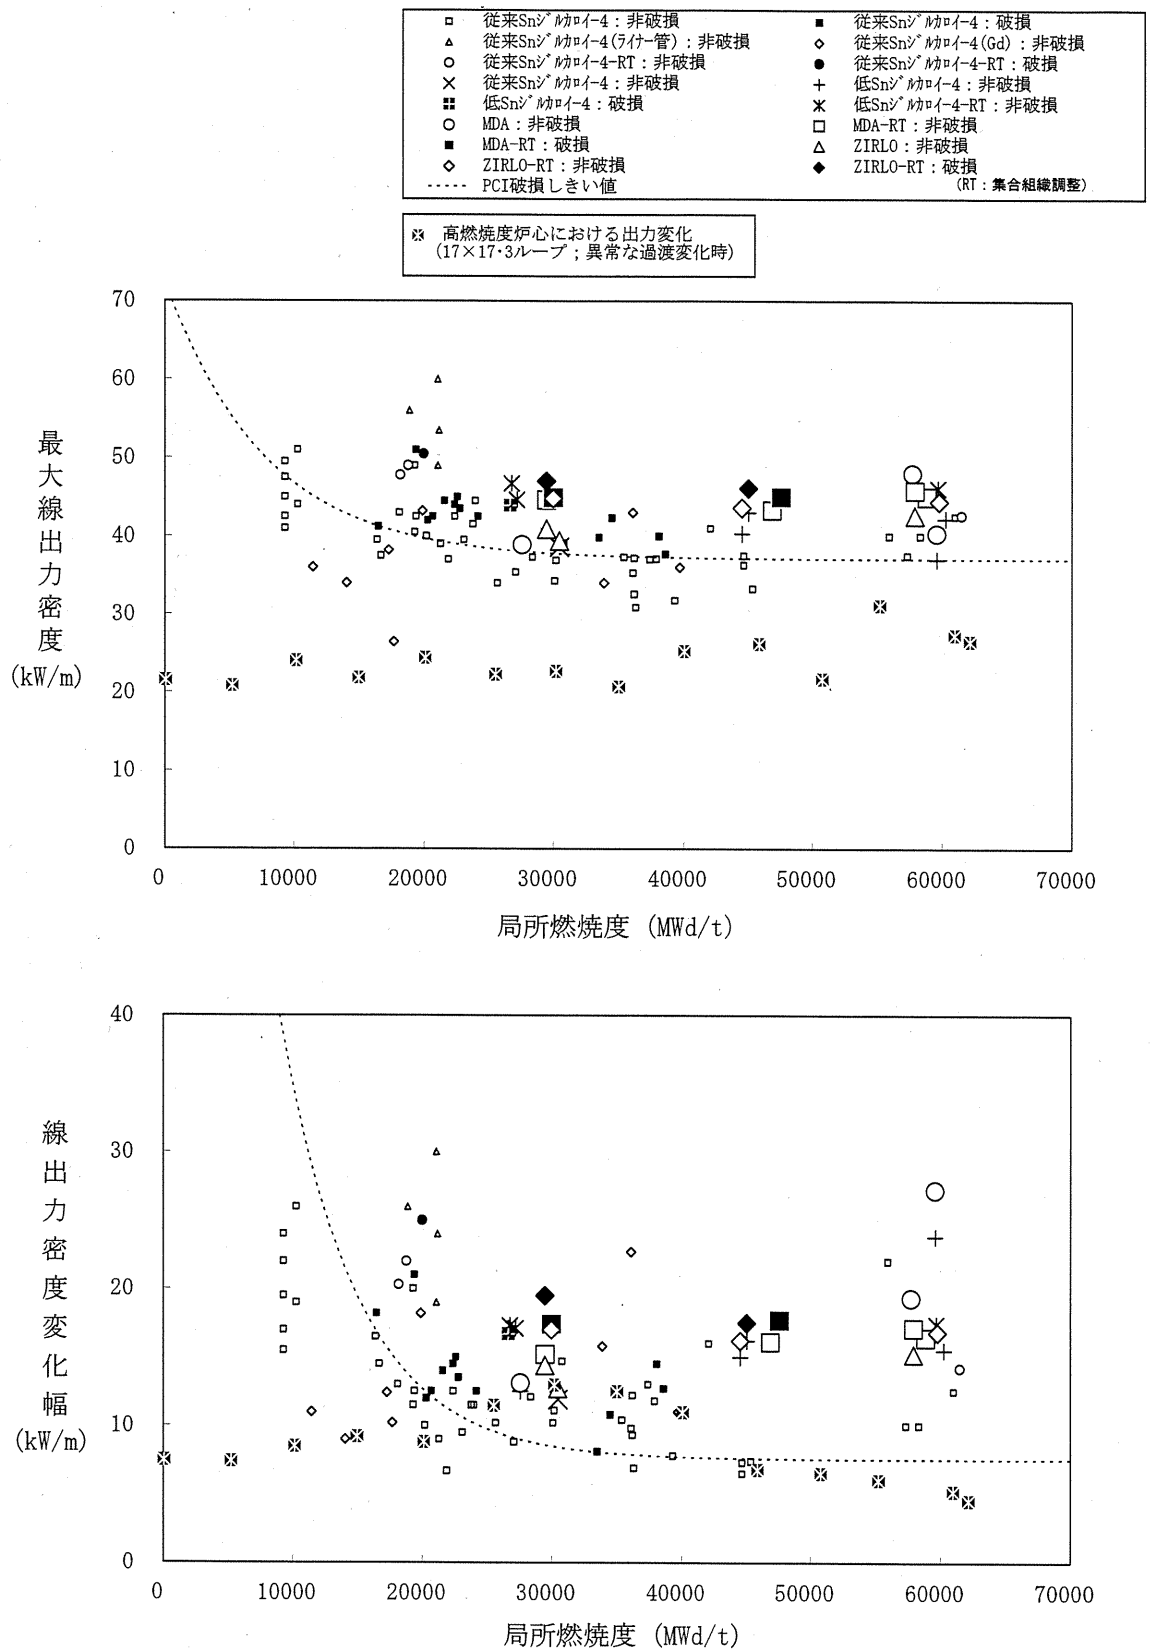 従来Snジルカロイ-4：非破損
従来Snジルカロイ-4：破損
従来Snジルカロイ-4(ライナー管)：非破損
従来Snジルカロイ-4(Gd)：非破損
従来Snジルカロイ-4-RT：非破損
従来Snジルカロイ-4-RT：破損
従来Snジルカロイ-4：非破損
低Snジルカロイ-4：非破損
低Snジルカロイ-4：破損
低Snジルカロイ-4-RT：非破損
MDA：非破損
MDA-RT：非破損
MDA-RT：破損
ZIRLO：非破損
ZIRLO-RT：非破損
ZIRLO-RT：破損
PCI破損しきい値
(RT：集合組織調整)
高燃焼度炉心における出力変化
(17×17・3ループ；異常な過渡変化時)
70
60
50
40
30
20
10
0
最大線出力密度
(kW/m)
0 10000 20000 30000 40000 50000 60000 70000
局所燃焼度 (MWd/t)
40
30
20
10
0
線出力密度変化幅
(kW/m)
0 10000 20000 30000 40000 50000 60000 70000
局所燃焼度 (MWd/t)